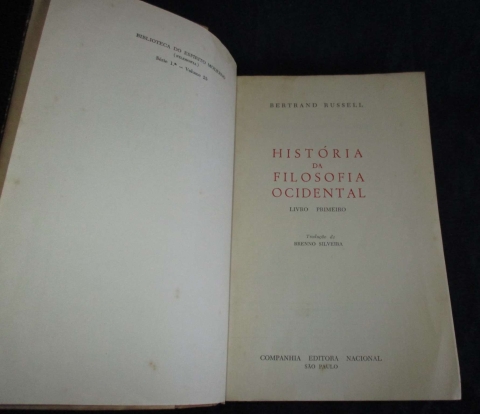 BIBLIOTECA DO ESPÍRITO MODERNO
Série 1.ª — Volume
BERTRAND RUSSELL
HISTÓRIA
DA
FILOSOFIA
OCIDENTAL
LIVRO PRIMEIRO
Tradução de
BRENNO SILVEIRA
COMPANHIA EDITORA NACIONAL
SÃO PAULO